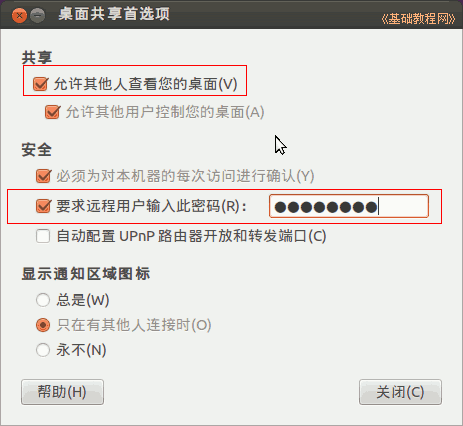 桌面共享首选项
《基础教程网》
共享
允许其他人查看您的桌面(V)
允许其他用户控制您的桌面(A)
安全
必须为对本机器的每次访问进行确认(Y)
要求远程用户输入此密码(R)： ●●●●●●●●
自动配置 UPnP 路由器开放和转发端口(C)
显示通知区域图标
总是(W)
只在有其他人连接时(O)
永不(N)
帮助(H) 关闭(C)